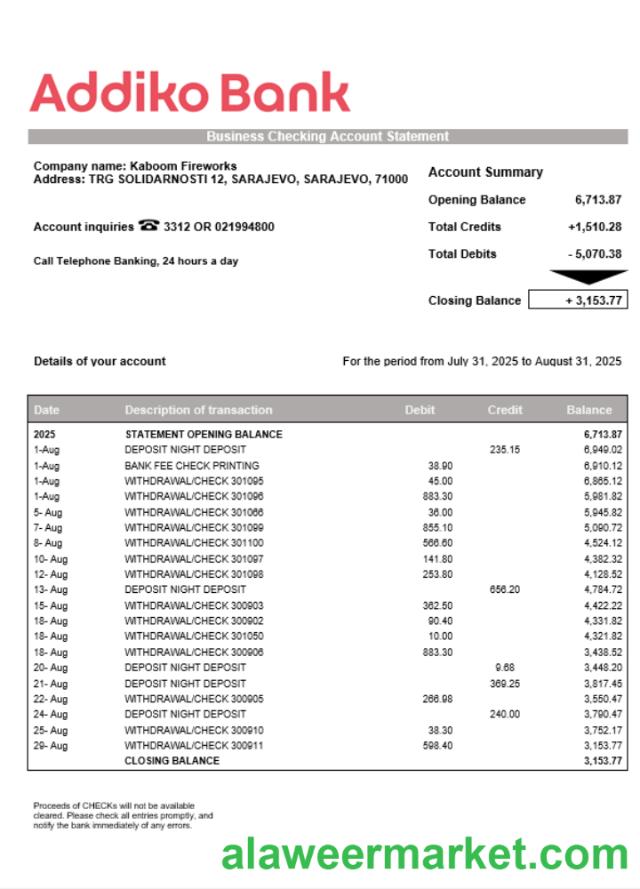 Addiko Bank
Business Checking Account Statement
Company name: Kaboom Fireworks
Address: TRG SOLIDARNOSTI 12, SARAJEVO, SARAJEVO, 71000
Account inquiries ☎ 3312 OR 021994800
Call Telephone Banking, 24 hours a day
Account Summary
Opening Balance 6,713.87
Total Credits +1,510.28
Total Debits - 5,070.38
Closing Balance + 3,153.77
Details of your account For the period from July 31, 2025 to August 31, 2025
Date Description of transaction Debit Credit Balance
2025 STATEMENT OPENING BALANCE 6,713.87
1-Aug DEPOSIT NIGHT DEPOSIT 235.15 6,949.02
1-Aug BANK FEE CHECK PRINTING 38.90 6,910.12
1-Aug WITHDRAWAL/CHECK 301095 45.00 6,865.12
1-Aug WITHDRAWAL/CHECK 301096 883.30 5,981.82
5- Aug WITHDRAWAL/CHECK 301066 36.00 5,945.82
7- Aug WITHDRAWAL/CHECK 301099 855.10 5,090.72
8- Aug WITHDRAWAL/CHECK 301100 566.60 4,524.12
10- Aug WITHDRAWAL/CHECK 301097 141.80 4,382.32
12- Aug WITHDRAWAL/CHECK 301098 253.80 4,128.52
13- Aug DEPOSIT NIGHT DEPOSIT 656.20 4,784.72
15- Aug WITHDRAWAL/CHECK 300903 362.50 4,422.22
18- Aug WITHDRAWAL/CHECK 300902 90.40 4,331.82
18- Aug WITHDRAWAL/CHECK 301050 10.00 4,321.82
18- Aug WITHDRAWAL/CHECK 300906 883.30 3,438.52
20- Aug DEPOSIT NIGHT DEPOSIT 9.68 3,448.20
21- Aug DEPOSIT NIGHT DEPOSIT 369.25 3,817.45
22- Aug WITHDRAWAL/CHECK 300905 266.98 3,550.47
24- Aug DEPOSIT NIGHT DEPOSIT 240.00 3,790.47
25- Aug WITHDRAWAL/CHECK 300910 38.30 3,752.17
29- Aug WITHDRAWAL/CHECK 300911 598.40 3,153.77
CLOSING BALANCE 3,153.77
Proceeds of CHECKs will not be available
cleared. Please check all entries promptly, and
notify the bank immediately of any errors.
alaweermarket.com